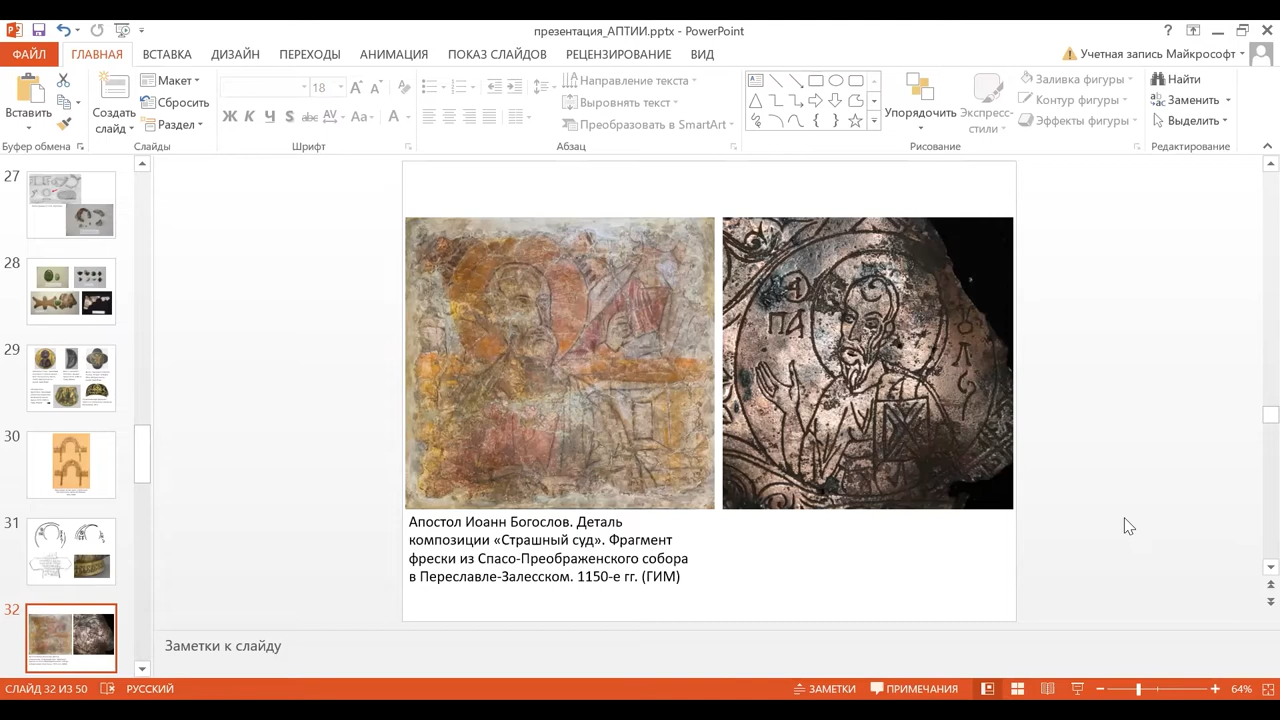 презентация_АПТИИ.pptx - PowerPoint
ФАЙЛ ГЛАВНАЯ ВСТАВКА ДИЗАЙН ПЕРЕХОДЫ АНИМАЦИЯ ПОКАЗ СЛАЙДОВ РЕЦЕНЗИРОВАНИЕ ВИД Учетная запись Майкрософт
Вставить
Создать слайд
Макет
Сбросить
Раздел
18
Ж К Ч S abc AV Aa А
Направление текста
Выровнять текст
Преобразовать в SmartArt
Упорядочить
Экспресс-стили
Заливка фигуры
Контур фигуры
Эффекты фигуры
Найти
Заменить
Выделить
Буфер обмена Слайды Шрифт Абзац Рисование Редактирование
27
28
29
30
31
32
ПА
Апостол Иоанн Богослов. Деталь
композиции «Страшный суд». Фрагмент
фрески из Спасо-Преображенского собора
в Переславле-Залесском. 1150-е гг. (ГИМ)
Заметки к слайду
СЛАЙД 32 ИЗ 50 РУССКИЙ ЗАМЕТКИ ПРИМЕЧАНИЯ 64%